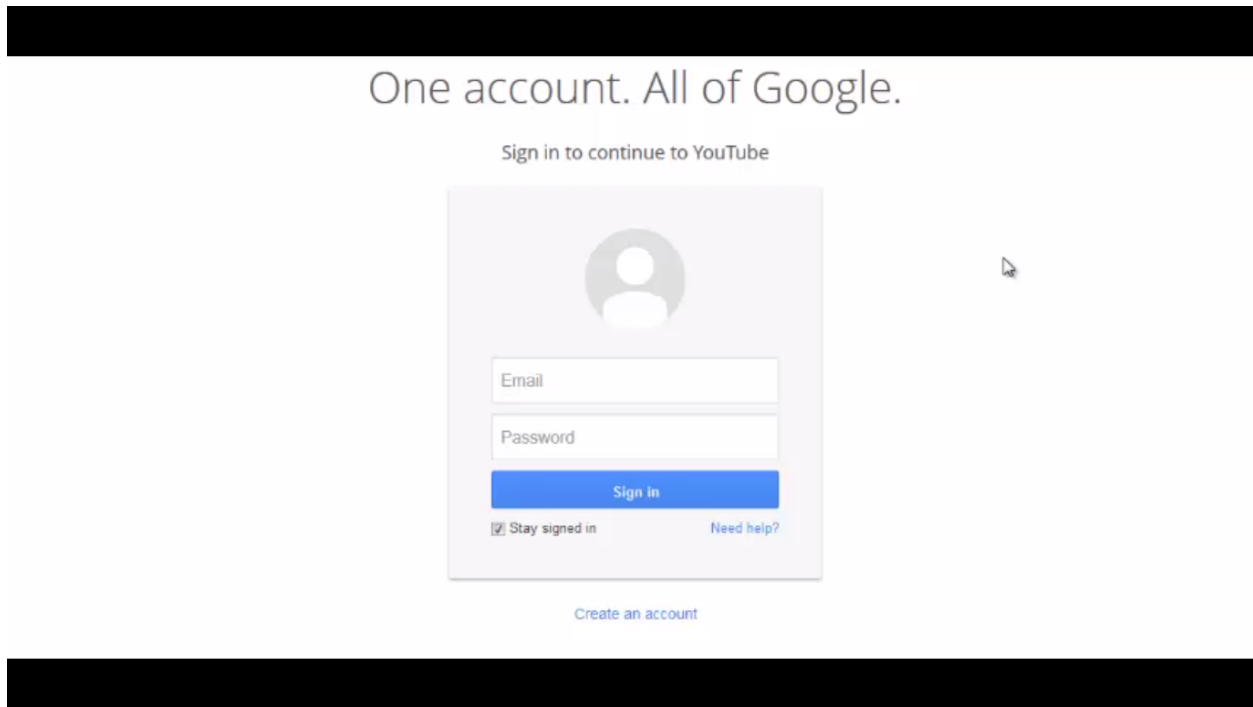 One account. All of Google.
Sign in to continue to YouTube
Email
Password
Sign in
Stay signed in Need help?
Create an account